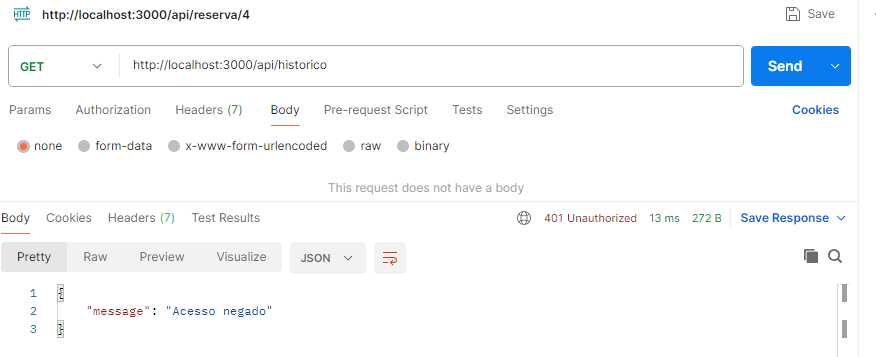 HTTP http://localhost:3000/api/reserva/4 Save
GET http://localhost:3000/api/historico Send
Params Authorization Headers (7) Body Pre-request Script Tests Settings Cookies
none form-data x-www-form-urlencoded raw binary
This request does not have a body
Body Cookies Headers (7) Test Results 401 Unauthorized 13 ms 272 B Save Response
Pretty Raw Preview Visualize JSON
1 {
2 "message": "Acesso negado"
3 }